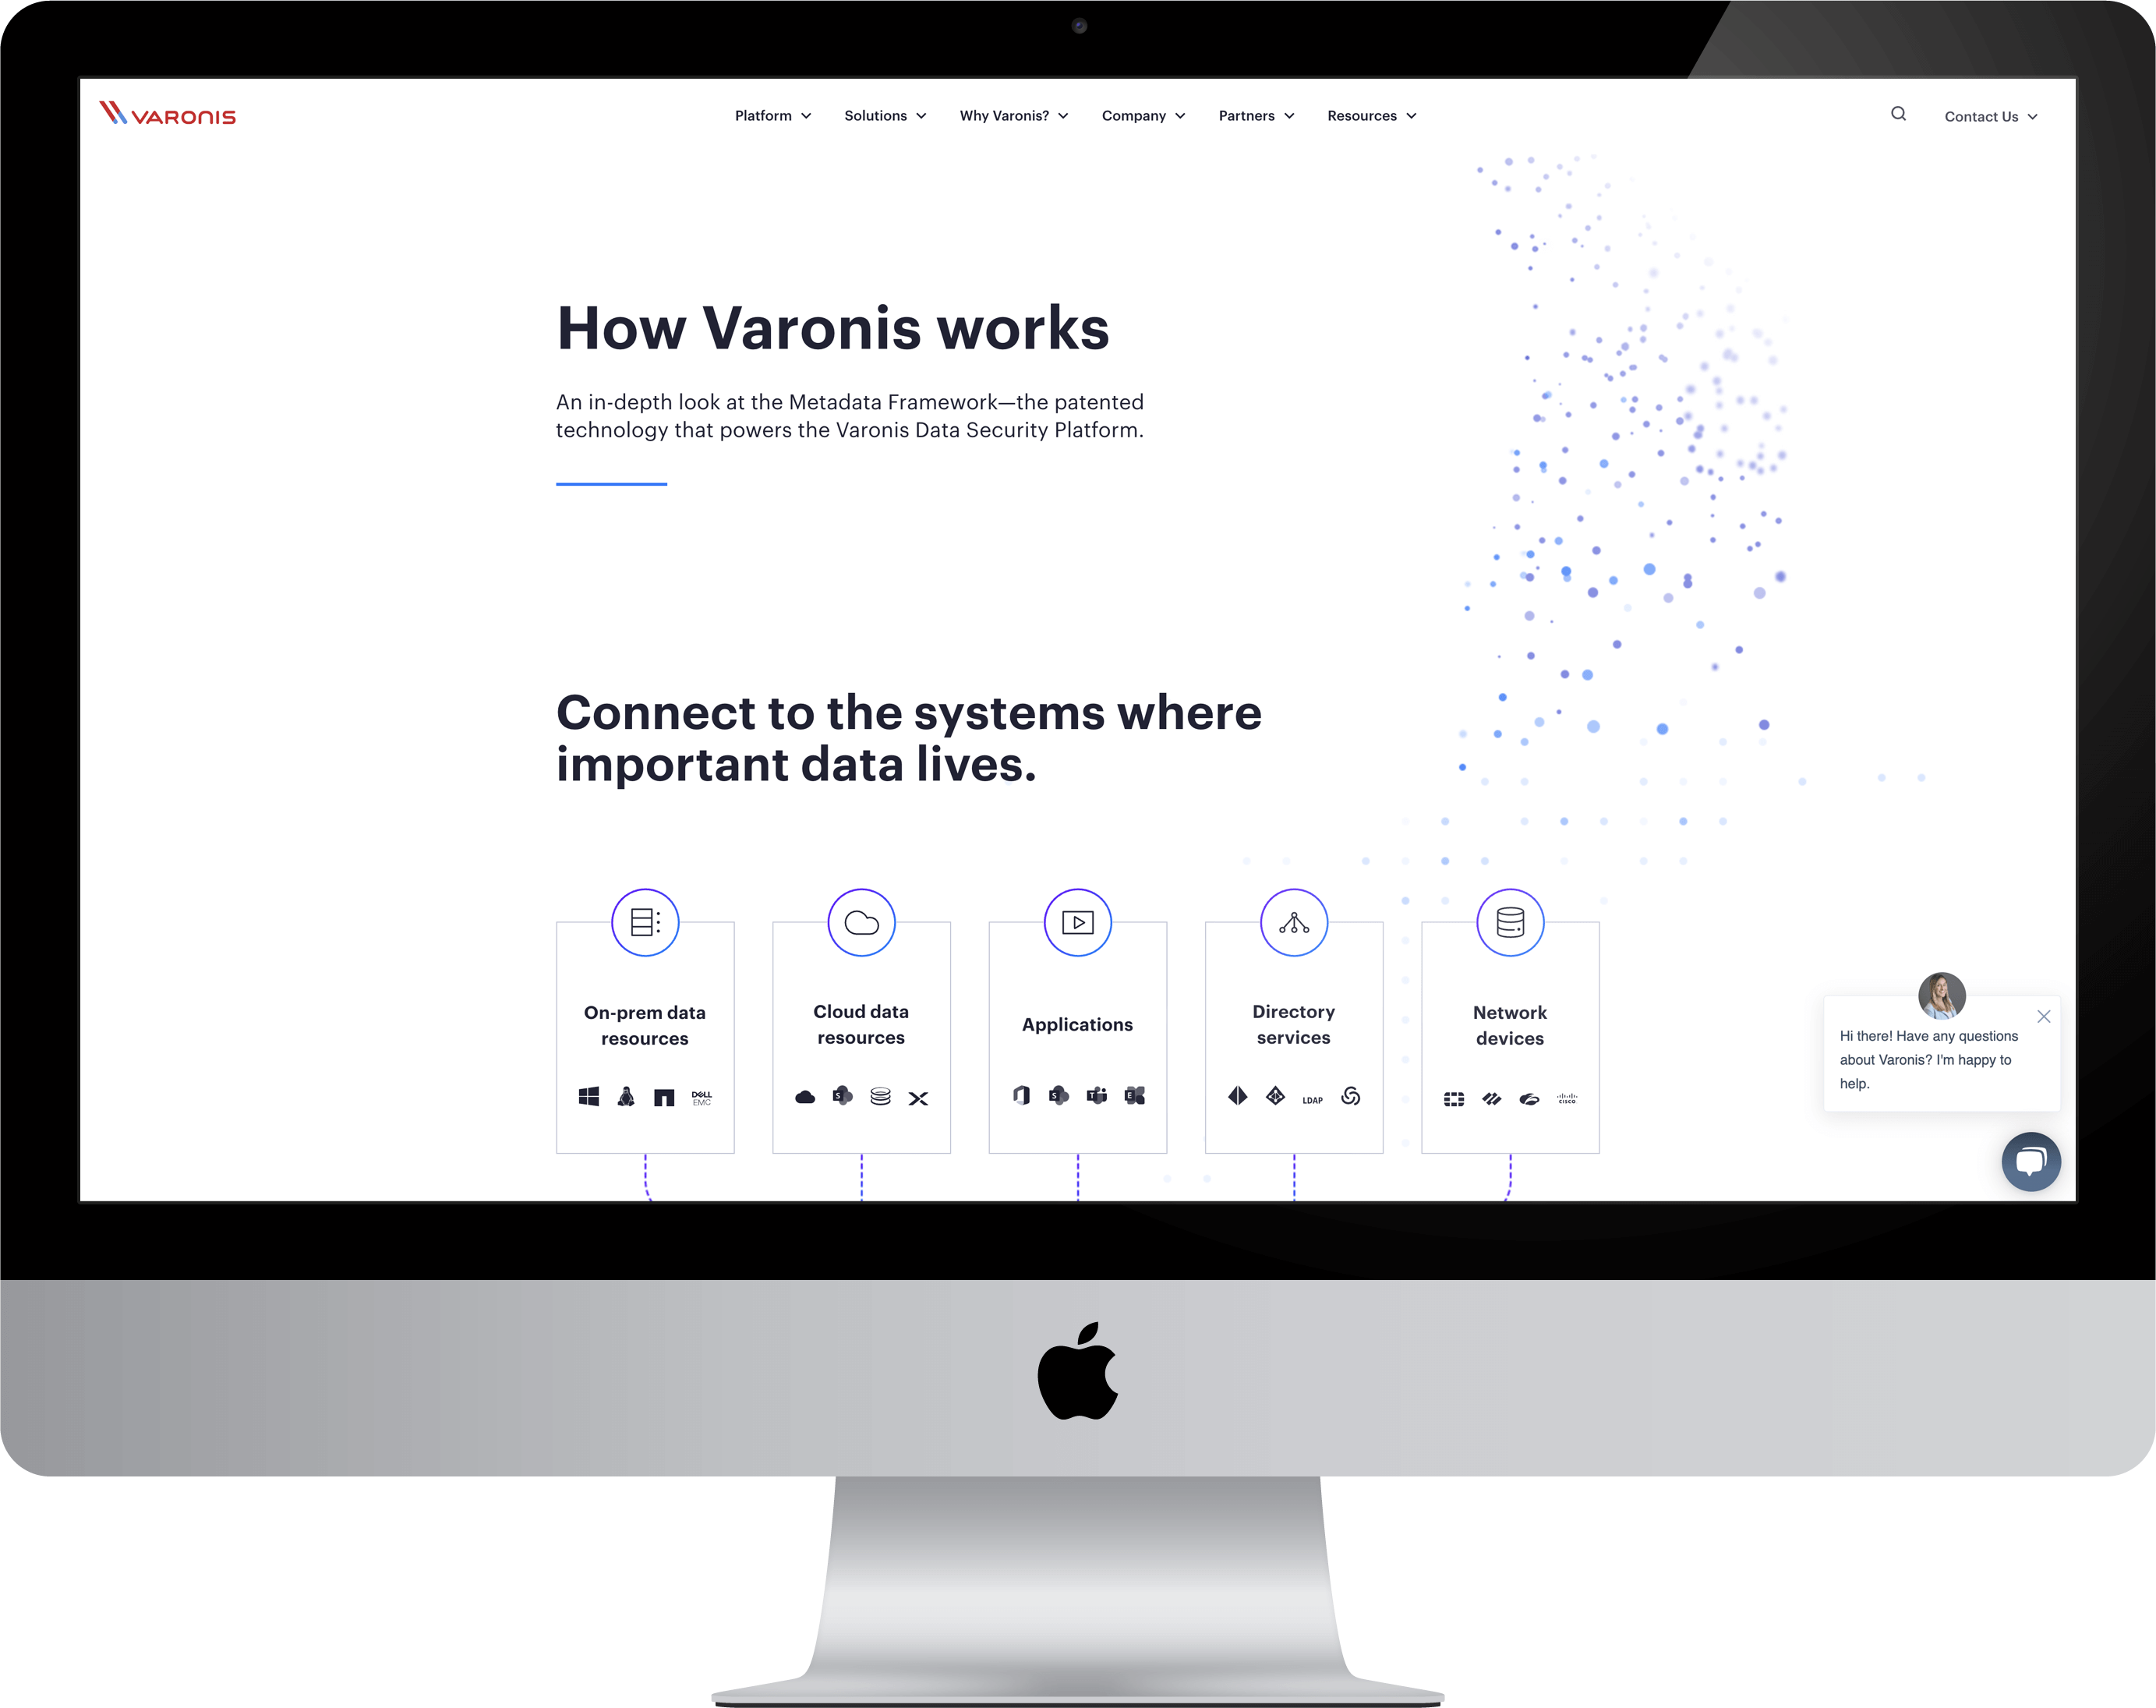 VARONIS
Platform
Solutions
Why Varonis?
Company
Partners
Resources
Contact Us
How Varonis works
An in-depth look at the Metadata Framework—the patented
technology that powers the Varonis Data Security Platform.
Connect to the systems where
important data lives.
On-prem data
resources
DELL
EMC
Cloud data
resources
S
Applications
S
T
E
Directory
services
LDAP
Network
devices
CISCO
Hi there! Have any questions
about Varonis? I'm happy to
help.